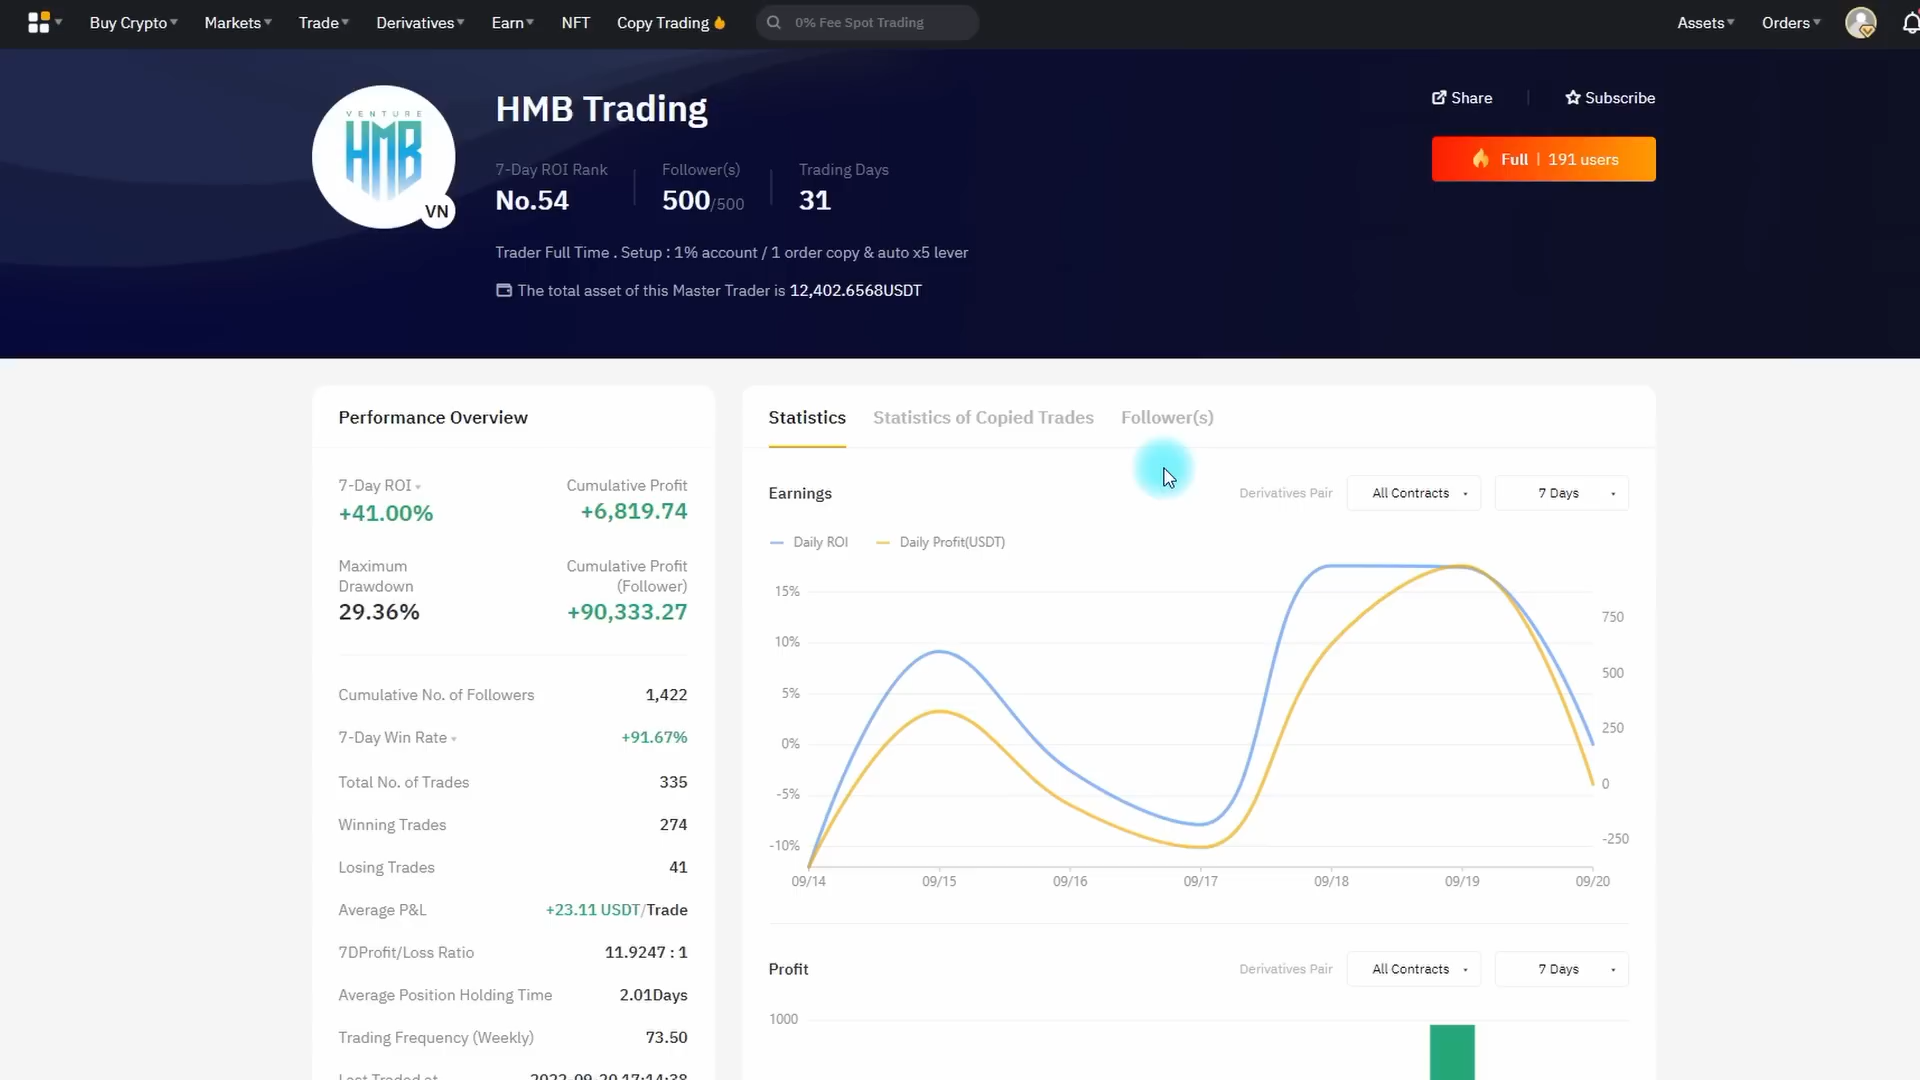 Buy Crypto Markets Trade Derivatives Earn NFT Copy Trading 0% Fee Spot Trading Assets Orders
VENTURE
HMB
VN
HMB Trading
Share | Subscribe
7-Day ROI Rank Follower(s) Trading Days
No.54 500/500 31
Full | 191 users
Trader Full Time . Setup : 1% account / 1 order copy & auto x5 lever
The total asset of this Master Trader is 12,402.6568USDT
Performance Overview
7-Day ROI Cumulative Profit
+41.00% +6,819.74
Maximum Drawdown
29.36%
Cumulative Profit (Follower)
+90,333.27
Cumulative No. of Followers 1,422
7-Day Win Rate +91.67%
Total No. of Trades 335
Winning Trades 274
Losing Trades 41
Average P&L +23.11 USDT/Trade
7DProfit/Loss Ratio 11.9247 : 1
Average Position Holding Time 2.01Days
Trading Frequency (Weekly) 73.50
Last Traded at 2022-09-20 17:14:38
Statistics Statistics of Copied Trades Follower(s)
Earnings Derivatives Pair All Contracts 7 Days
Daily ROI Daily Profit(USDT)
15%
10%
5%
0%
-5%
-10%
750
500
250
0
-250
09/14 09/15 09/16 09/17 09/18 09/19 09/20
Profit Derivatives Pair All Contracts 7 Days
1000